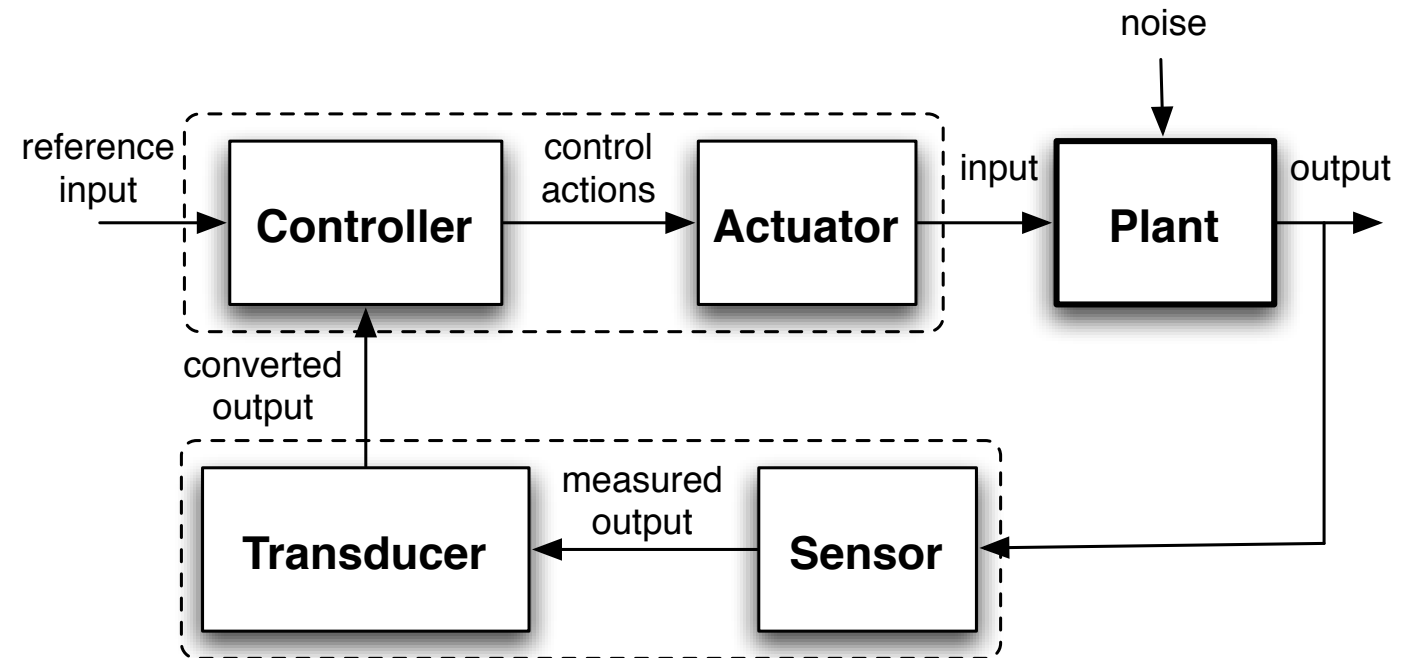 noise
reference
input
control
actions
input
output
Controller
Actuator
Plant
converted
output
measured
output
Transducer
Sensor